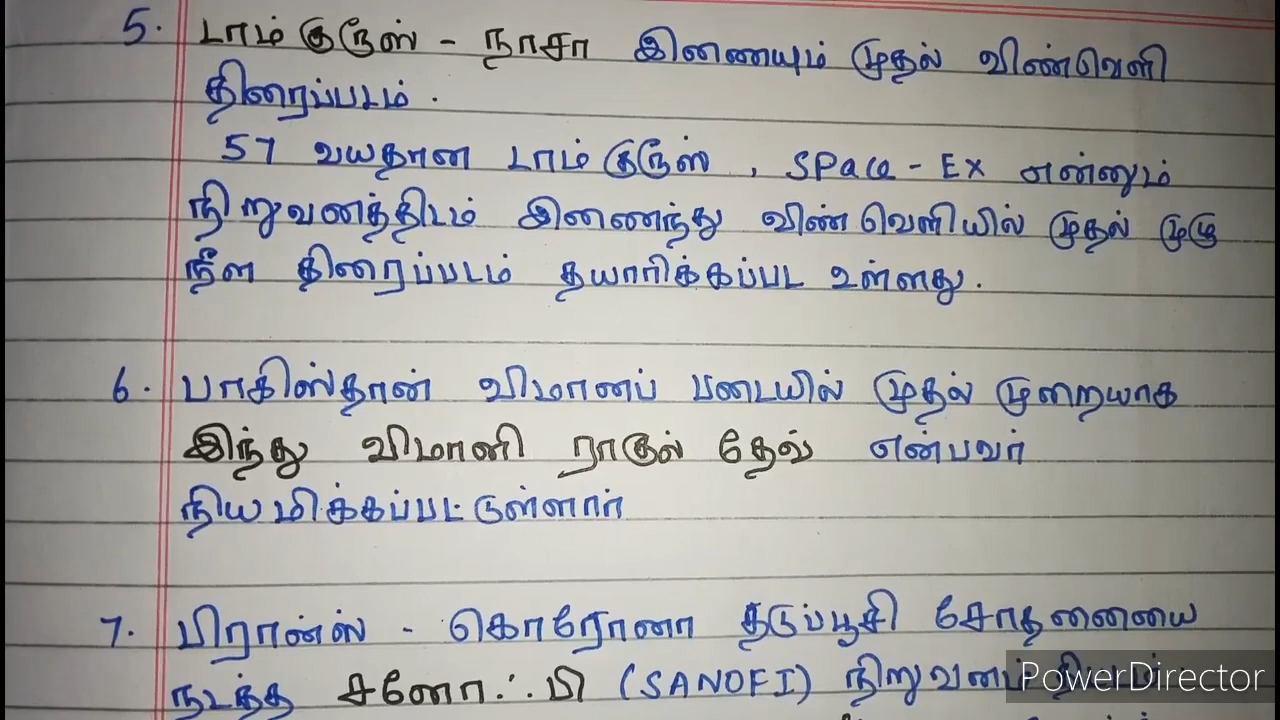 5. டாம் குரூஸ் - நாசா இணையும் முதல் விண்வெளி
திரைப்படம் .
57 வயதான டாம் குரூஸ் , SPace - EX என்னும்
நிறுவனத்திடம் இணைந்து விண்வெளியில் முதல் முழு
நீள திரைப்படம் தயாரிக்கப்பட உள்ளது .
6. பாகிஸ்தான் விமானப் படையில் முதல் முறையாக
இந்து விமானி ராகுல் தேவ் என்பவர்
நியமிக்கப்பட்டுள்ளார்
7. பிரான்ஸ் - கொரோனா தடுப்பூசி சோதனையை
நடத்த சனோஃபி (SANOFI)
PowerDirector